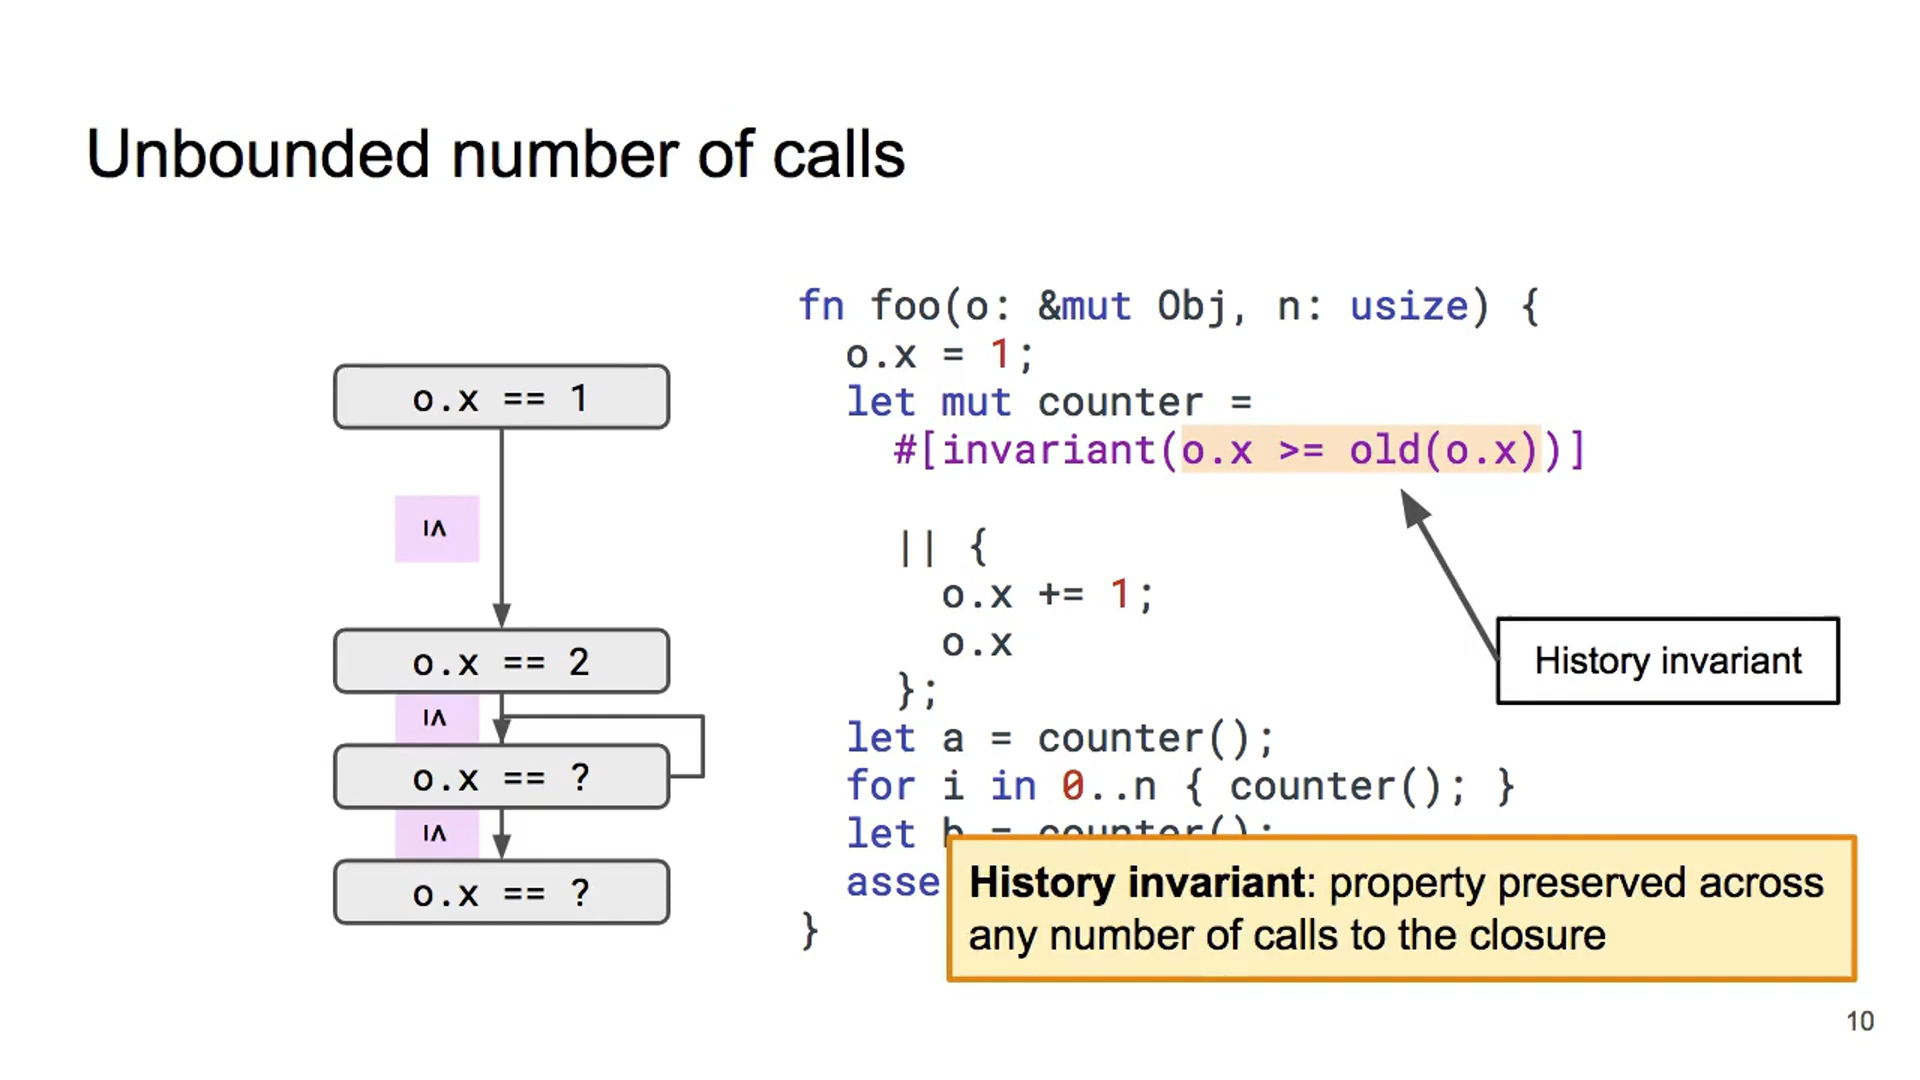 Unbounded number of calls
o.x == 1
≤
o.x == 2
≤
o.x == ?
≤
o.x == ?
fn foo(o: &mut Obj, n: usize) {
o.x = 1;
let mut counter =
#[invariant(o.x >= old(o.x))]
|| {
o.x += 1;
o.x
};
let a = counter();
for i in 0..n { counter(); }
let b = counter();
asse
}
History invariant
History invariant: property preserved across
any number of calls to the closure
10